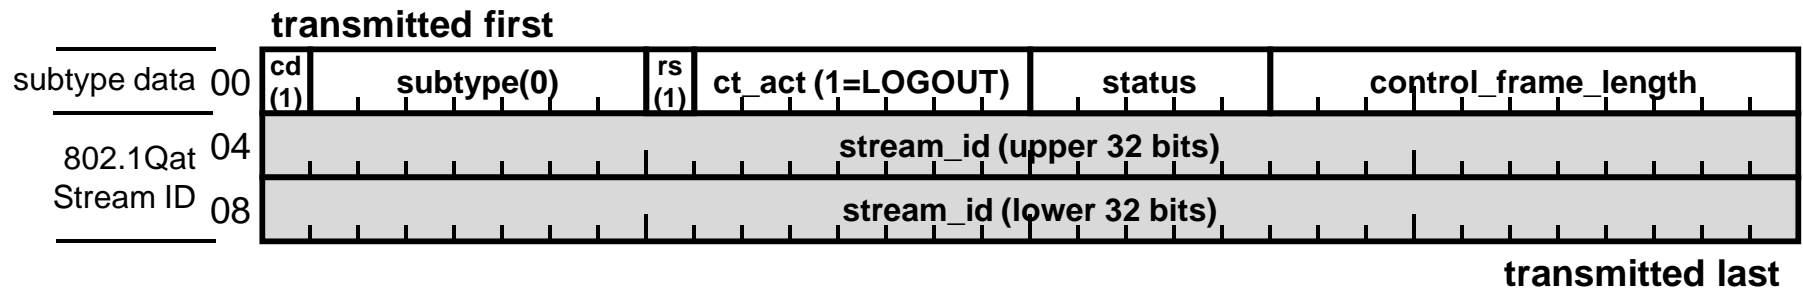 transmitted first
subtype data 00 cd (1) subtype(0) rs (1) ct_act (1=LOGOUT) status control_frame_length
802.1Qat Stream ID
04 stream_id (upper 32 bits)
08 stream_id (lower 32 bits)
transmitted last